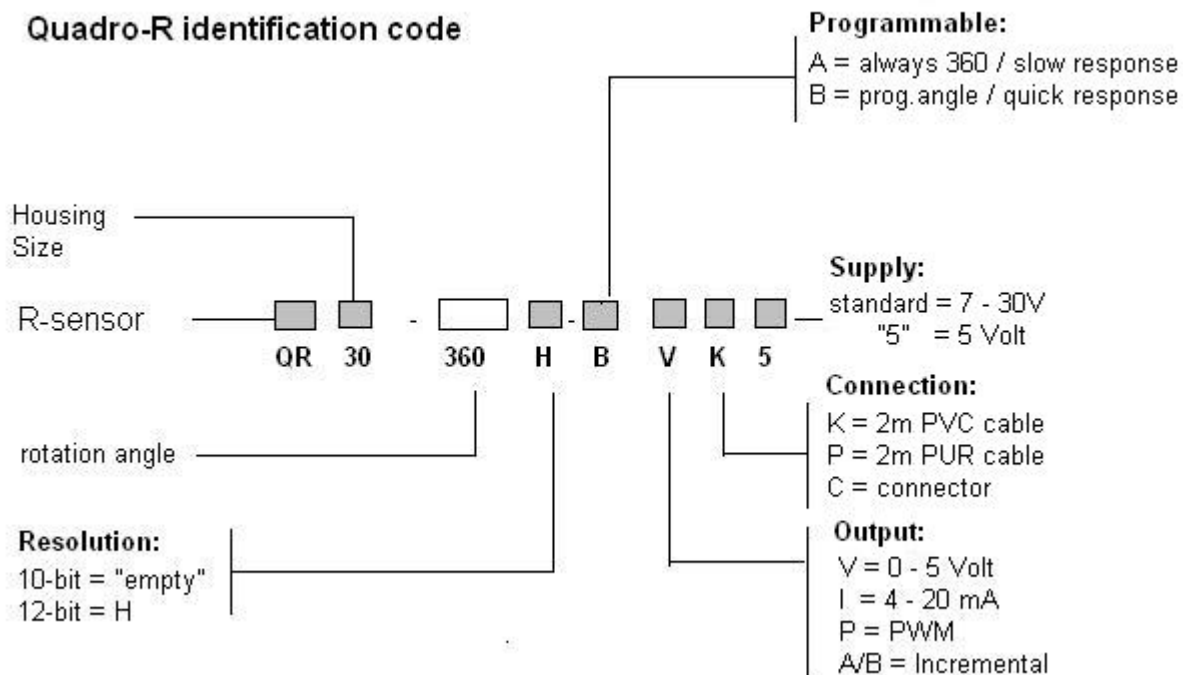 Quadro-R identification code
Programmable:
A = always 360 / slow response
B = prog.angle / quick response
Housing
Size
R-sensor
- -
QR 30 360 H B V K 5
Supply:
standard = 7 - 30V
"5" = 5 Volt
rotation angle
Connection:
K = 2m PVC cable
P = 2m PUR cable
C = connector
Resolution:
10-bit = "empty"
12-bit = H
Output:
V = 0 - 5 Volt
I = 4 - 20 mA
P = PWM
A/B = Incremental